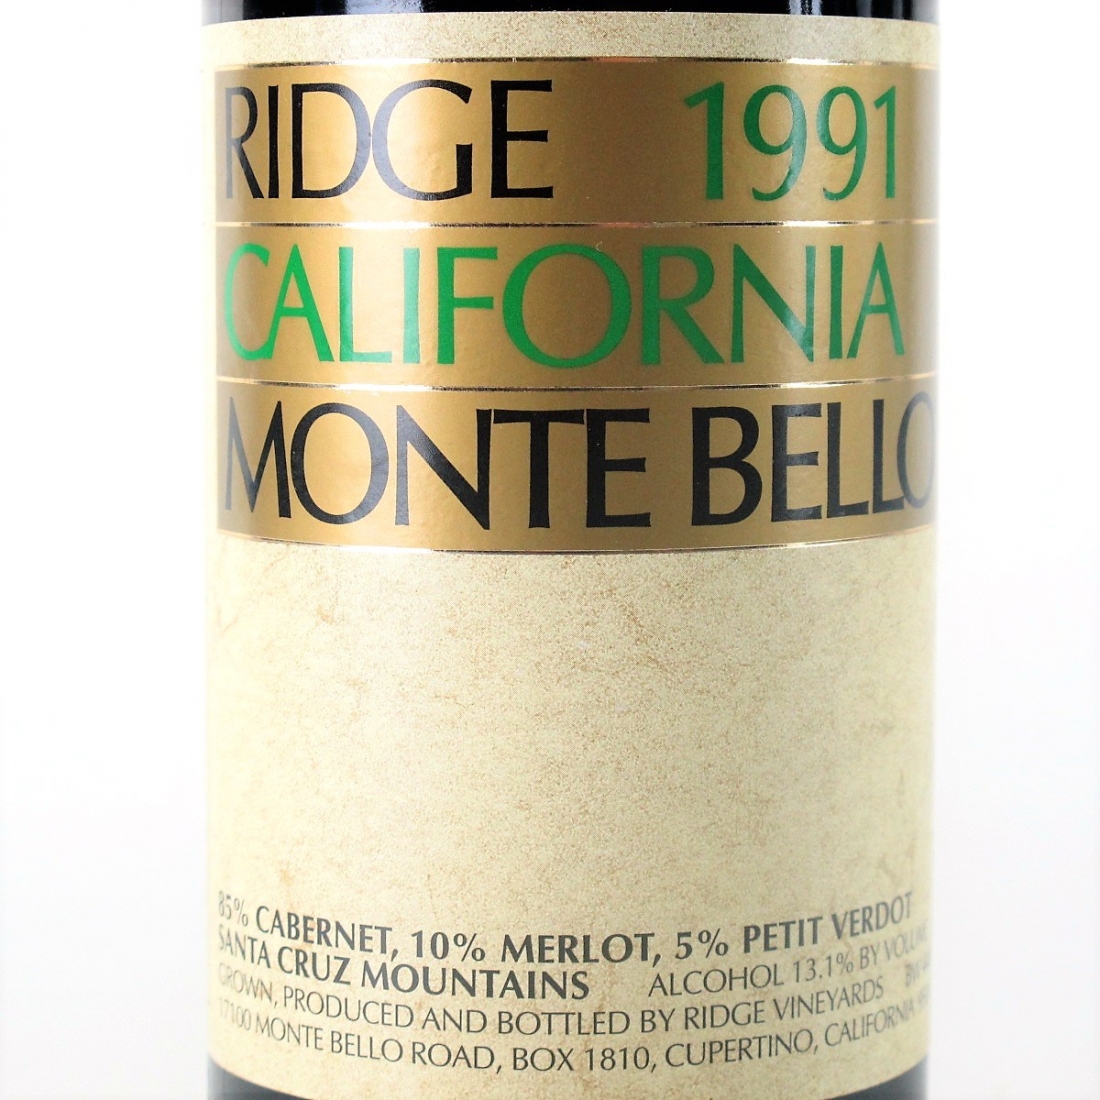 RIDGE 1991
CALIFORNIA
MONTE BELLO
85% CABERNET, 10% MERLOT, 5% PETIT VERDOT
SANTA CRUZ MOUNTAINS ALCOHOL 13.1% BY VOLUME
GROWN, PRODUCED AND BOTTLED BY RIDGE VINEYARDS
17100 MONTE BELLO ROAD, BOX 1810, CUPERTINO, CALIFORNIA